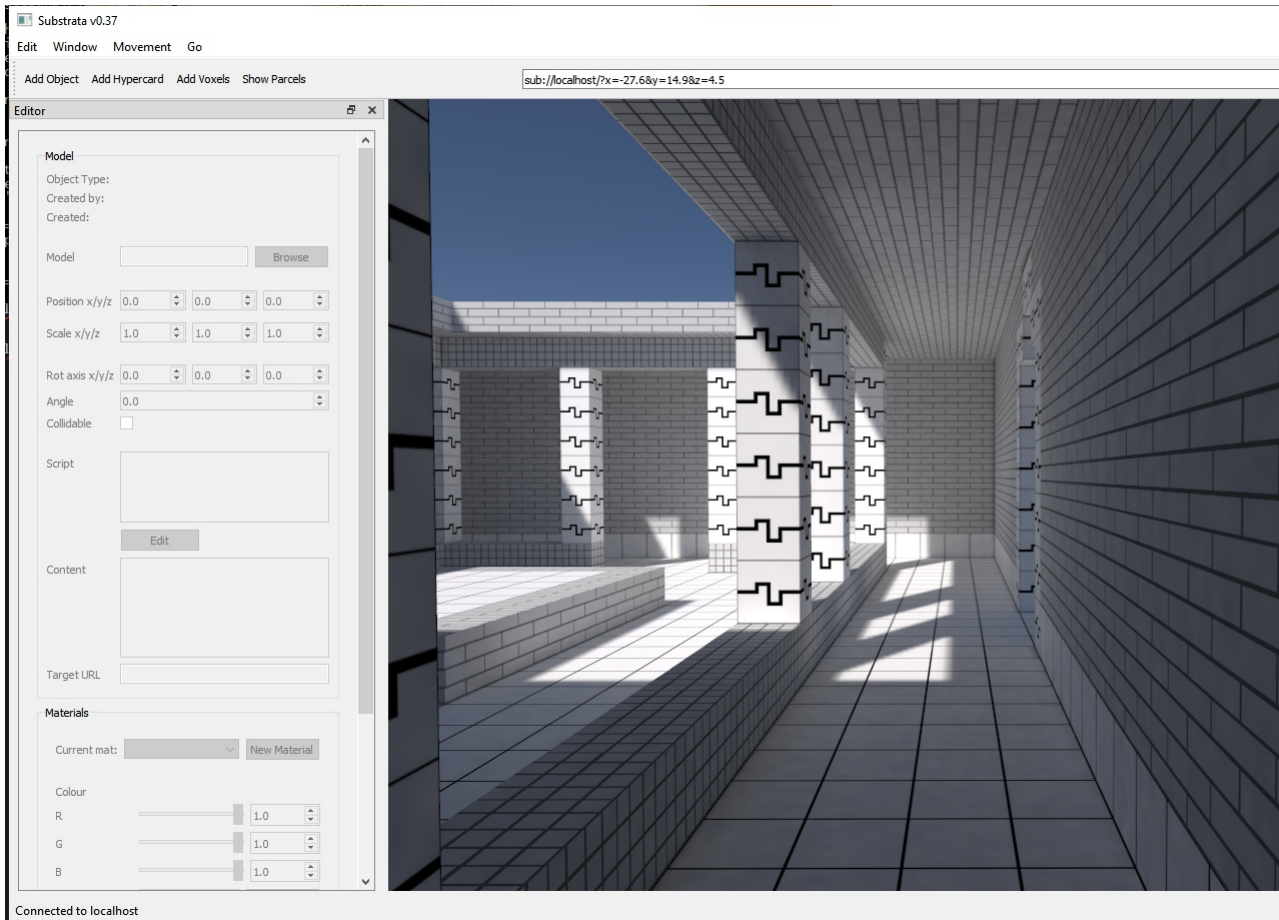 Substrata v0.37
Edit Window Movement Go
Add Object Add Hypercard Add Voxels Show Parcels
sub://localhost/?x=-27.6&y=14.9&z=4.5
Editor
Model
Object Type:
Created by:
Created:
Model Browse
Position x/y/z 0.0 0.0 0.0
Scale x/y/z 1.0 1.0 1.0
Rot axis x/y/z 0.0 0.0 0.0
Angle 0.0
Collidable
Script
Edit
Content
Target URL
Materials
Current mat: New Material
Colour
R 1.0
G 1.0
B 1.0
Connected to localhost